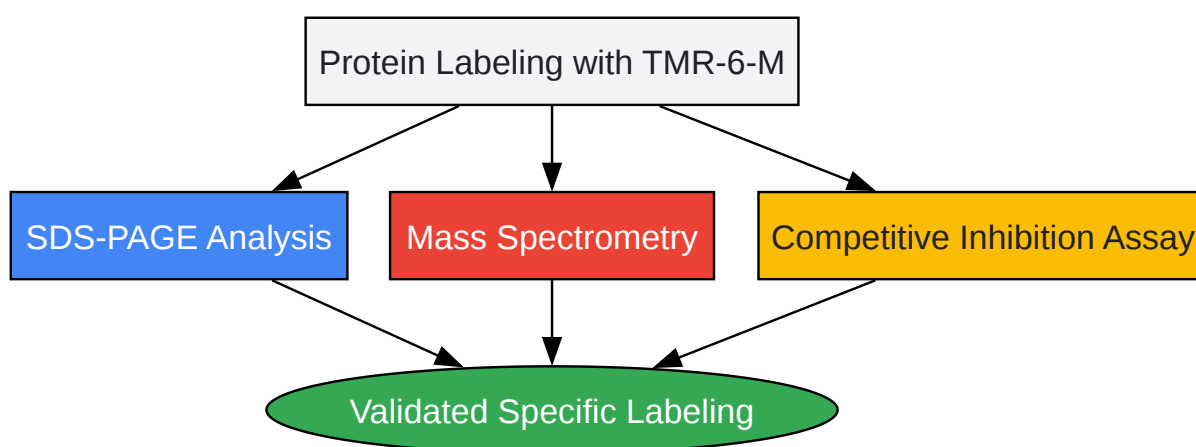 Protein Labeling with TMR-6-M
SDS-PAGE Analysis
Mass Spectrometry
Competitive Inhibition Assay
Validated Specific Labeling